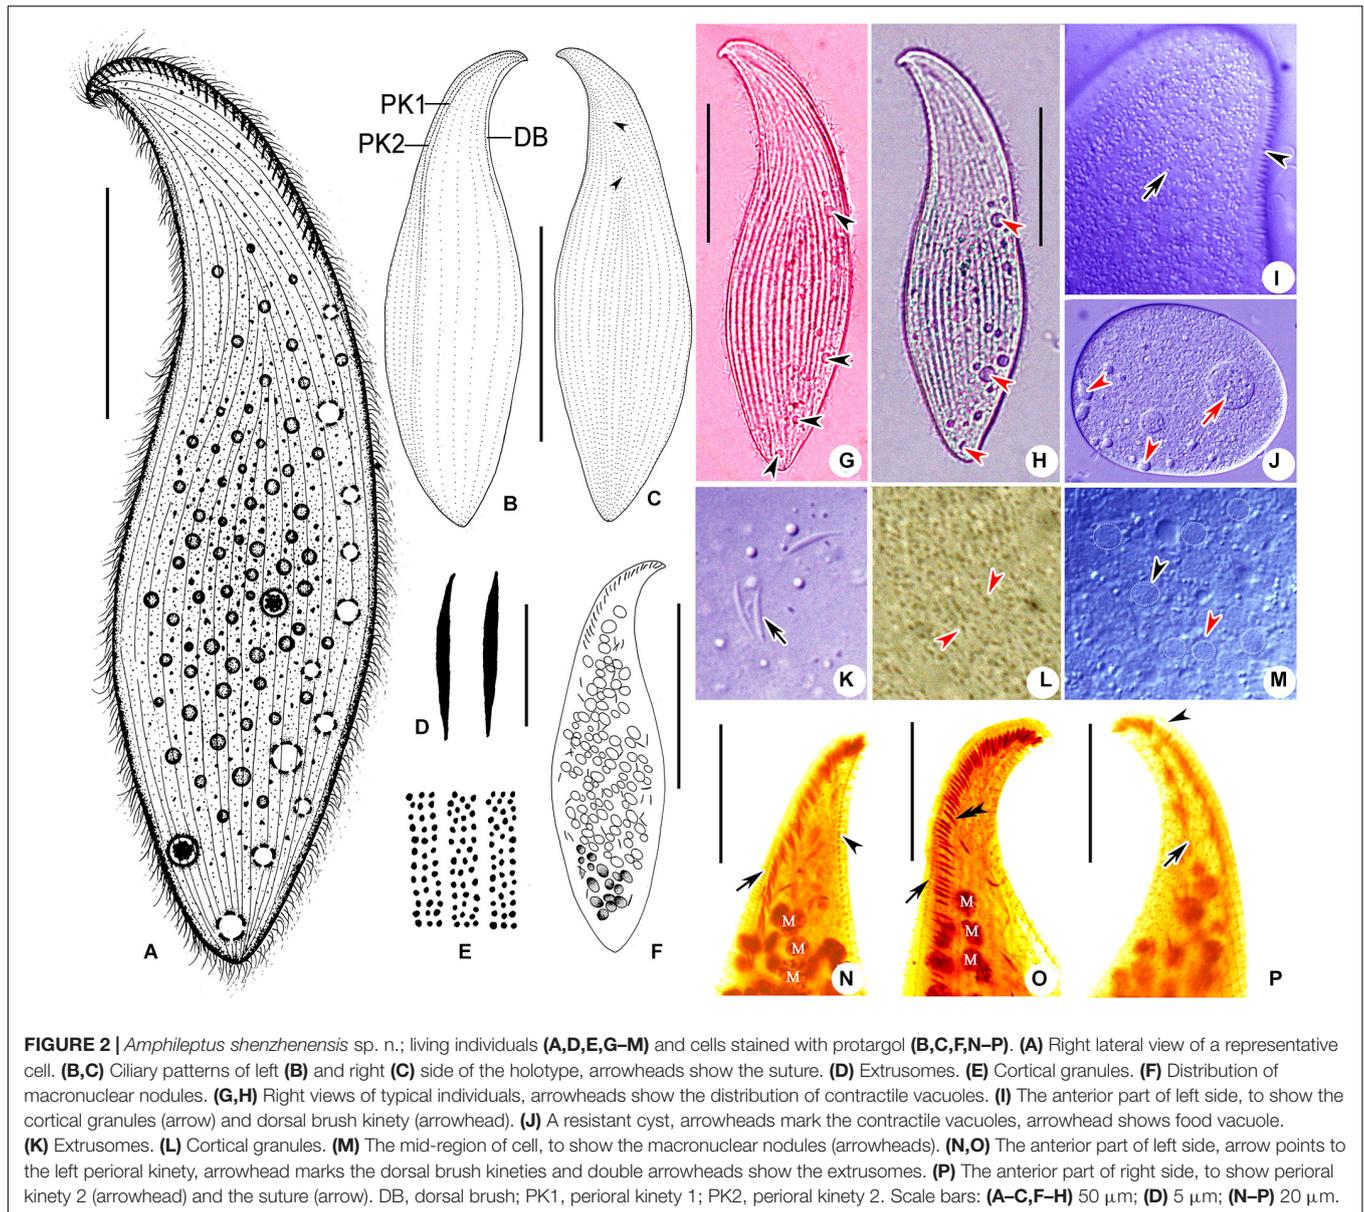 PK1
PK2
DB
A
B
C
D
E
F
G
H
I
J
K
L
M
M
M
M
N
M
M
M
O
P
FIGURE 2 | Amphileptus shenzhenensis sp. n.; living individuals (A,D,E,G–M) and cells stained with protargol (B,C,F,N–P). (A) Right lateral view of a representative
cell. (B,C) Ciliary patterns of left (B) and right (C) side of the holotype, arrowheads show the suture. (D) Extrusomes. (E) Cortical granules. (F) Distribution of
macronuclear nodules. (G,H) Right views of typical individuals, arrowheads show the distribution of contractile vacuoles. (I) The anterior part of left side, to show the
cortical granules (arrow) and dorsal brush kinety (arrowhead). (J) A resistant cyst, arrowheads mark the contractile vacuoles, arrowhead shows food vacuole.
(K) Extrusomes. (L) Cortical granules. (M) The mid-region of cell, to show the macronuclear nodules (arrowheads). (N,O) The anterior part of left side, arrow points to
the left perioral kinety, arrowhead marks the dorsal brush kineties and double arrowheads show the extrusomes. (P) The anterior part of right side, to show perioral
kinety 2 (arrowhead) and the suture (arrow). DB, dorsal brush; PK1, perioral kinety 1; PK2, perioral kinety 2. Scale bars: (A–C,F–H) 50 μm; (D) 5 μm; (N–P) 20 μm.